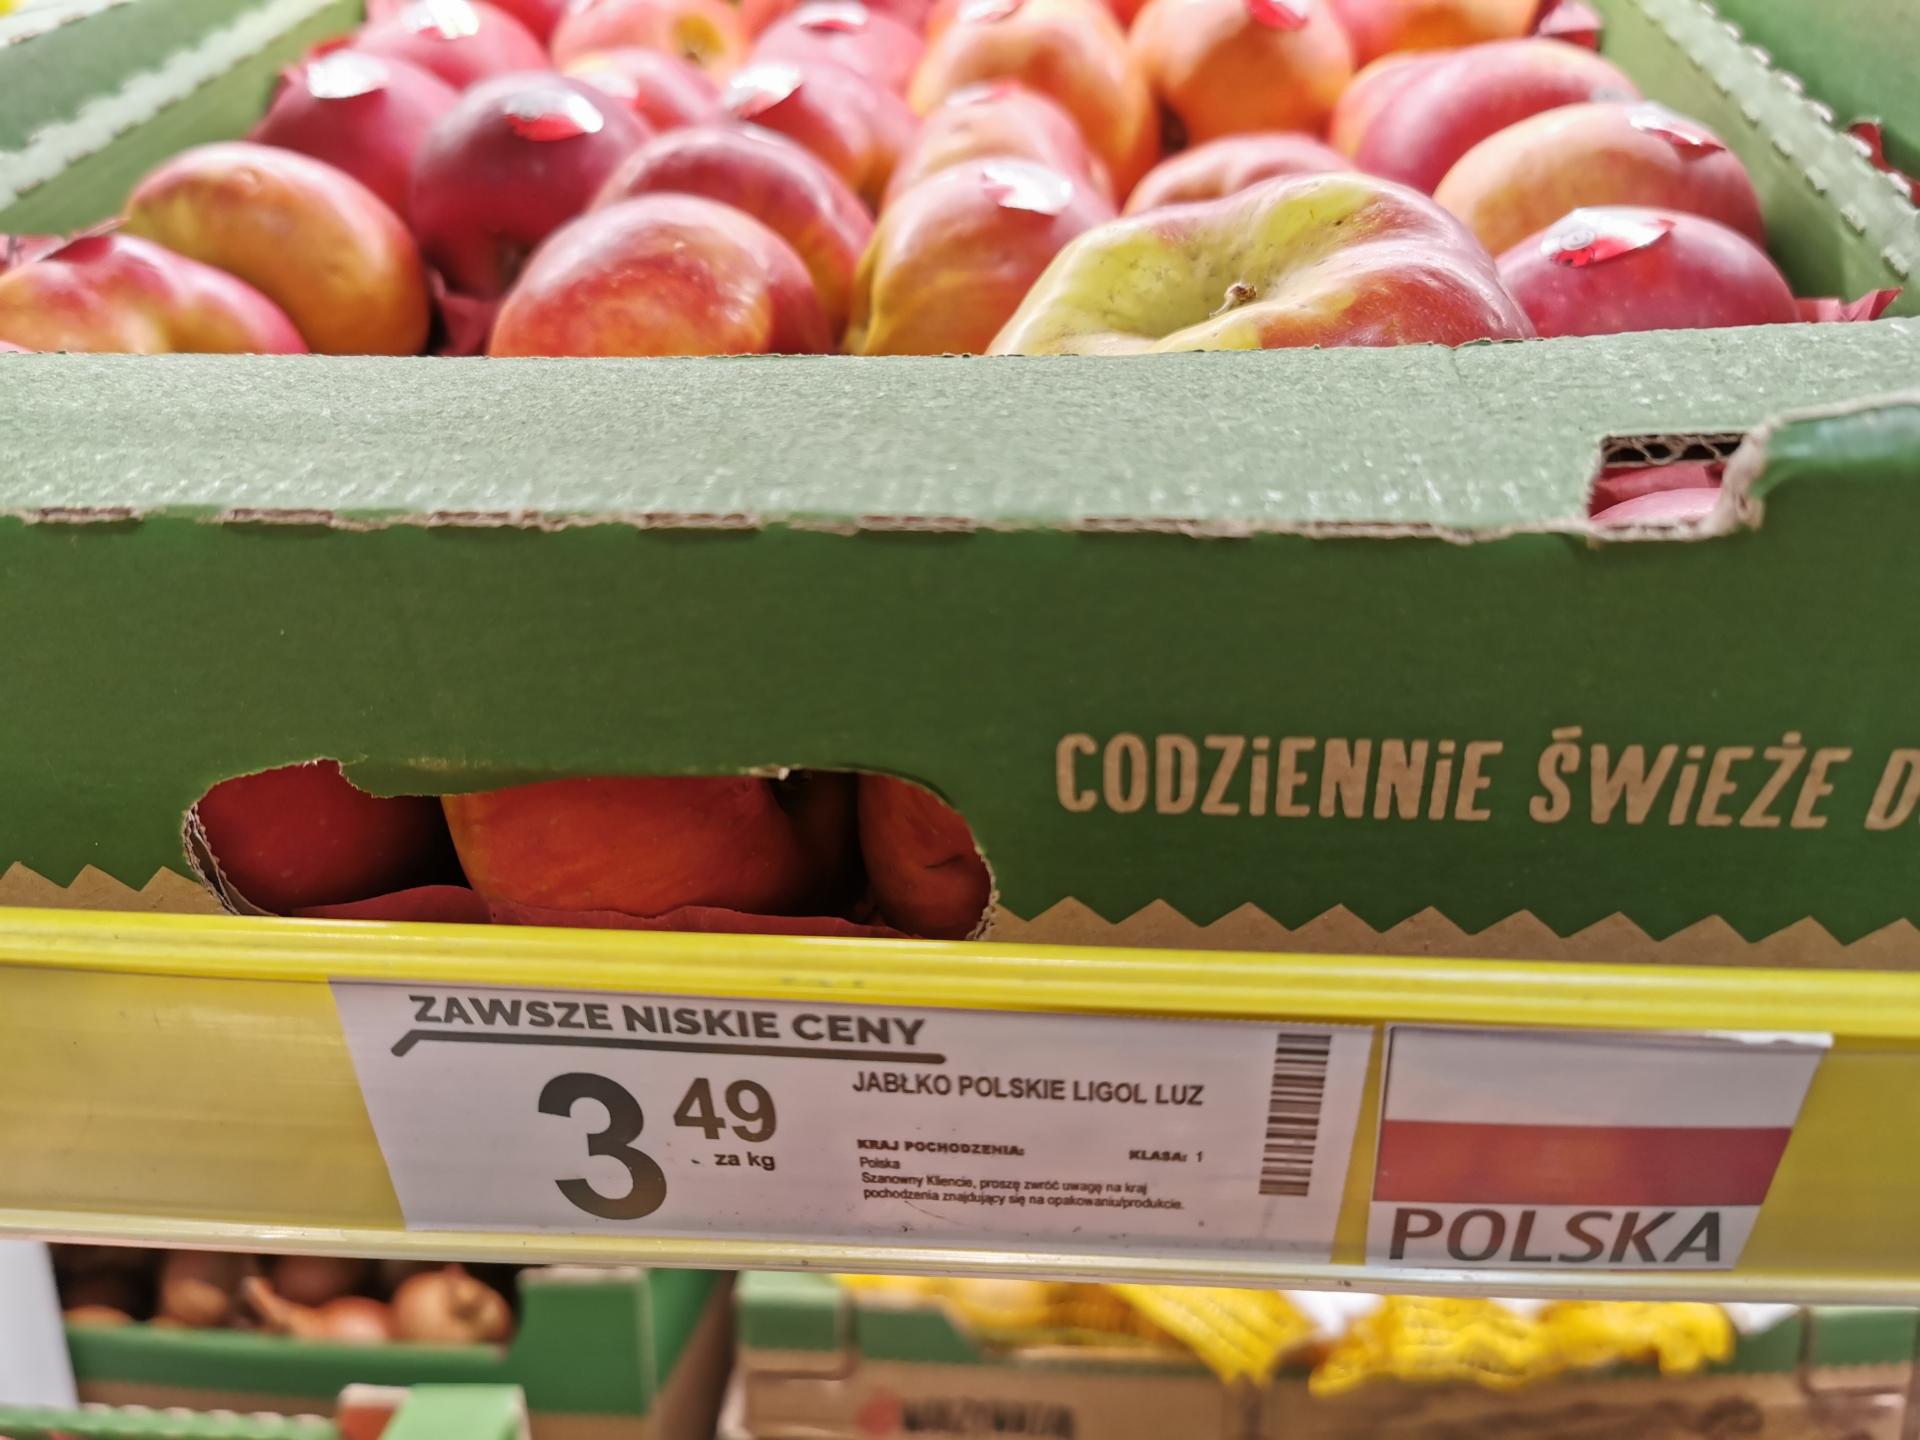 CODZiENNiE ŚWiEŻE D
ZAWSZE NISKIE CENY
3 49
za kg
JABŁKO POLSKIE LIGOL LUZ
KRAJ POCHODZENIA: KLASA: 1
Polska
Szanowny Kliencie, proszę zwróć uwagę na kraj
pochodzenia znajdujący się na opakowaniu/produkcie.
POLSKA